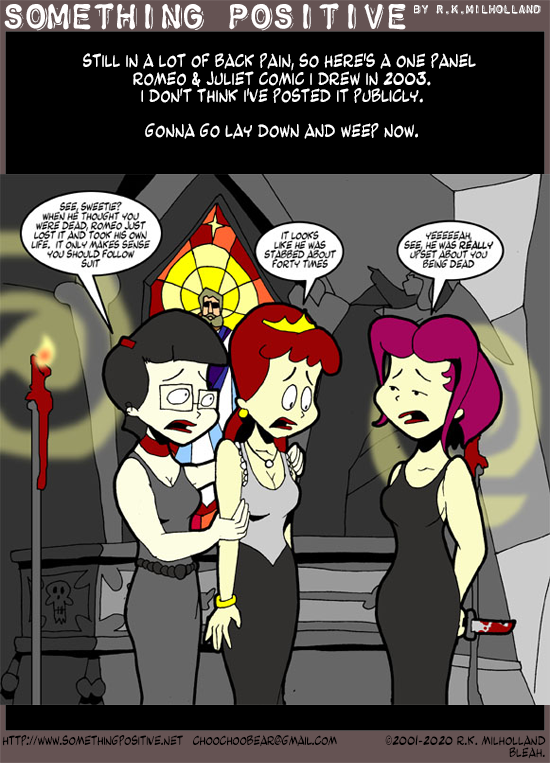 SOMETHING POSITIVE BY R.K.MILHOLLAND
STILL IN A LOT OF BACK PAIN, SO HERE'S A ONE PANEL
ROMEO & JULIET COMIC I DREW IN 2003.
I DON'T THINK I'VE POSTED IT PUBLICLY.
GONNA GO LAY DOWN AND WEEP NOW.
SEE, SWEETIE?
WHEN HE THOUGHT YOU
WERE DEAD, ROMEO JUST
LOST IT AND TOOK HIS OWN
LIFE. IT ONLY MAKES SENSE
YOU SHOULD FOLLOW
SUIT
IT LOOKS
LIKE HE WAS
STABBED ABOUT
FORTY TIMES
YEEEEEAH,
SEE, HE WAS REALLY
UPSET ABOUT YOU
BEING DEAD
HTTP://WWW.SOMETHINGPOSITIVE.NET CHOOCHOOBEAR@GMAIL.COM
©2001-2020 R.K. MILHOLLAND
BLEAH.